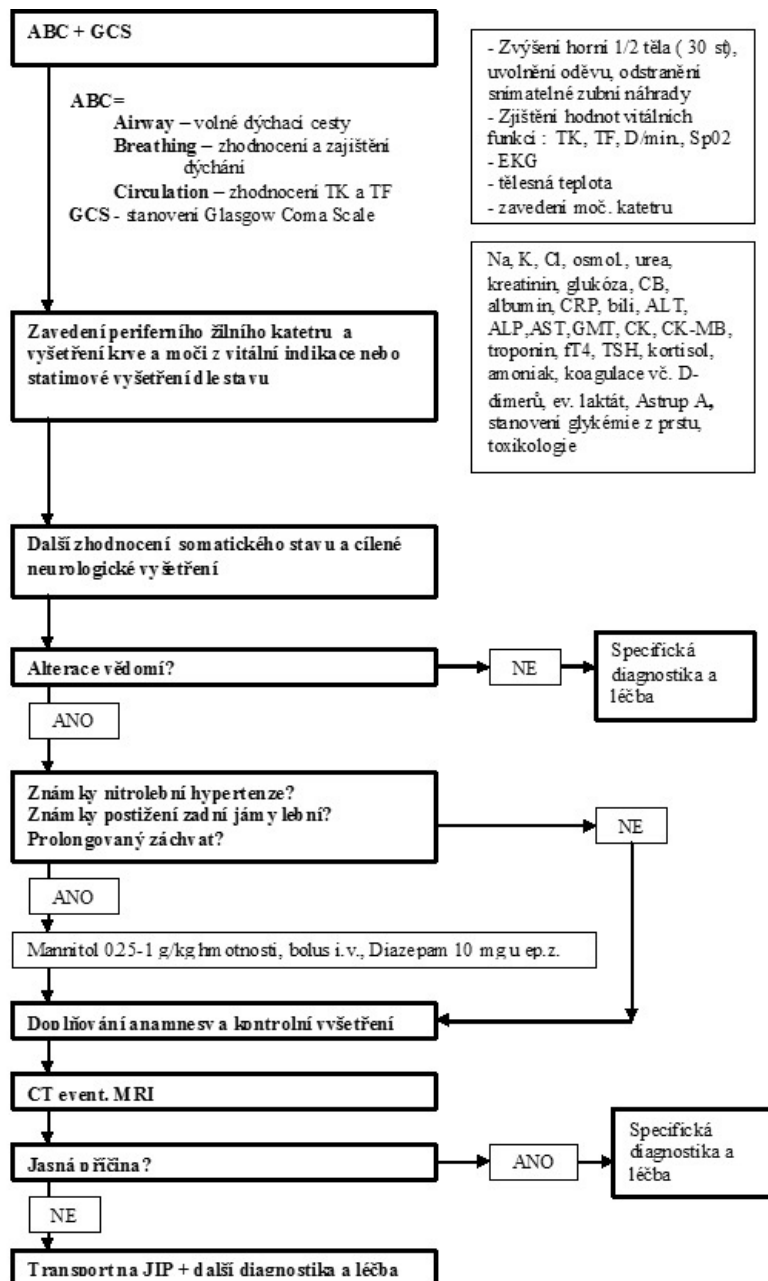 ABC + GCS
- Zvýšení horní 1/2 těla ( 30 st),
uvolnění oděvu, odstranění
snímatelné zubní náhrady
- Zjištění hodnot vitálních
funkcí : TK, TF, D/min., Sp02
- EKG
- tělesná teplota
- zavedení moč. katetru
ABC=
Airway – volné dýchací cesty
Breathing – zhodnocení a zajištění
dýchání
Circulation – zhodnocení TK a TF
GCS - stanovení Glasgow Coma Scale
Na, K, Cl, osmol., urea,
kreatinin, glukóza, CB,
albumin, CRP, bili, ALT,
ALP,AST,GMT, CK, CK-MB,
troponin, fT4, TSH, kortisol,
amoniak, koagulace vč. D-
dimerů, ev. laktát, Astrup A,
stanovení glykémie z prstu,
toxikologie
Zavedení periferního žilního katetru a
vyšetření krve a moči z vitální indikace nebo
statimové vyšetření dle stavu
Další zhodnocení somatického stavu a cílené
neurologické vyšetření
Alterace vědomí?
NE
Specifická
diagnostika a
léčba
ANO
Známky nitrolební hypertenze?
Známky postižení zadní jámy lební?
Prolongovaný záchvat?
NE
ANO
Mannitol 0.25-1 g/kg hmotnosti, bolus i.v., Diazepam 10 mg u ep.z.
Doplňování anamnesy a kontrolní vyšetření
CT event. MRI
Jasná příčina?
ANO
Specifická
diagnostika a
léčba
NE
Transport na JIP + další diagnostika a léčba